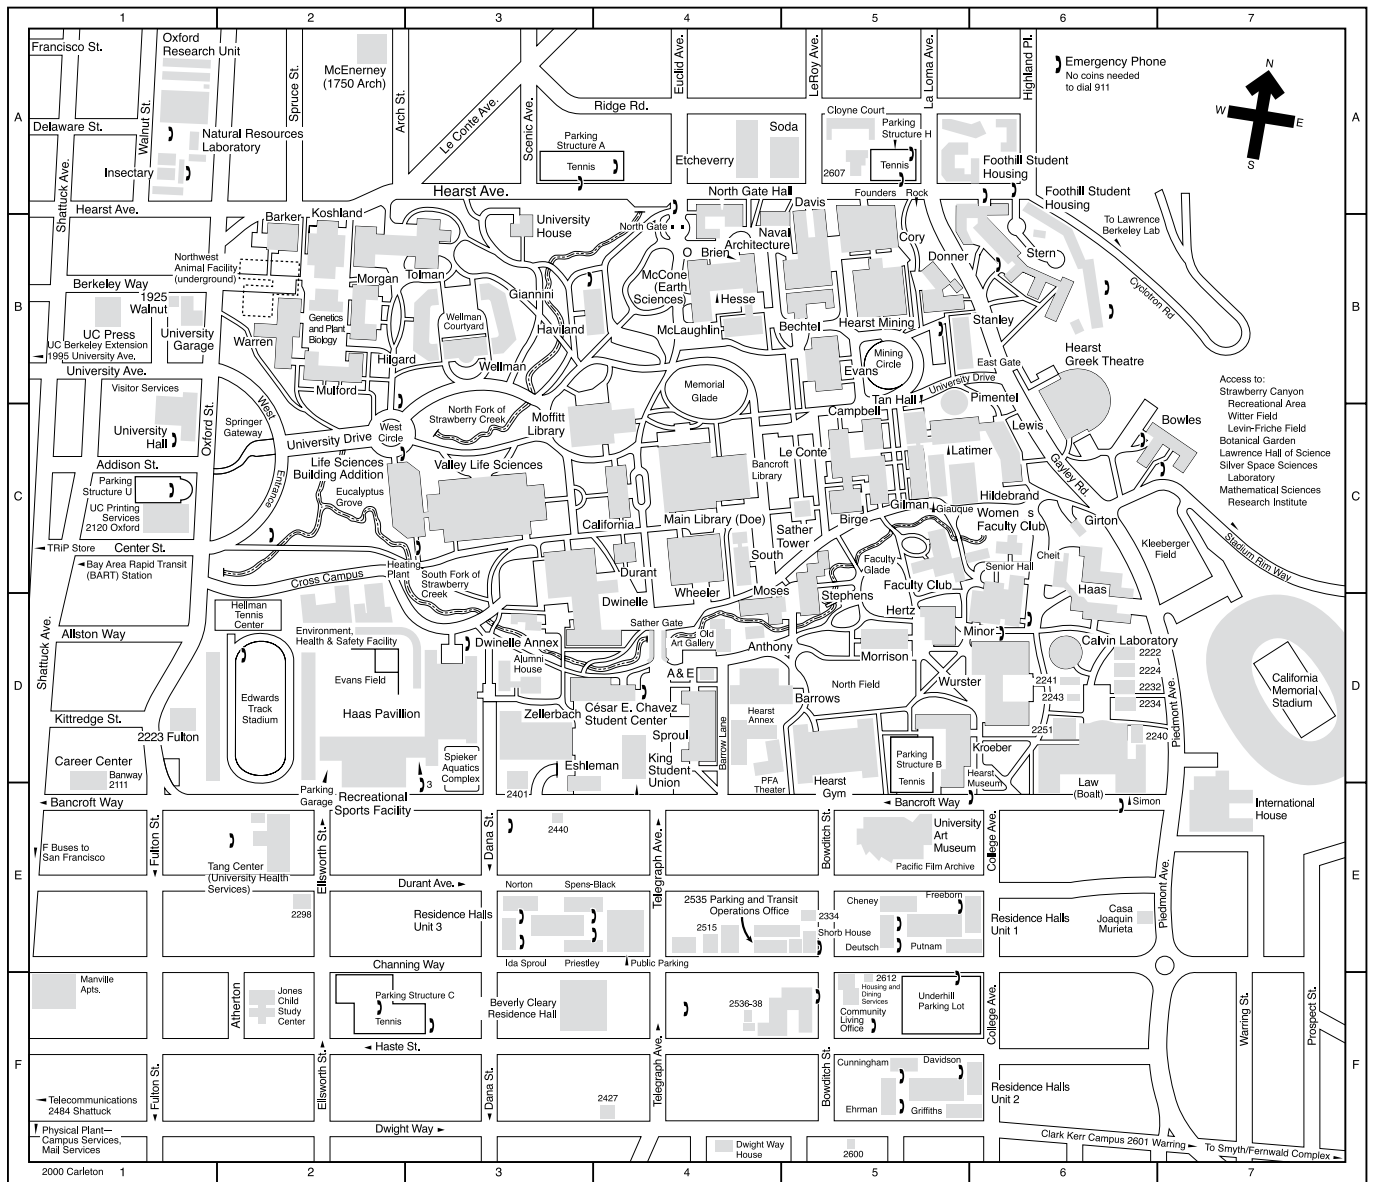 1 2 3 4 5 6 7
A
B
C
D
E
F
A
B
C
D
E
F
Francisco St.
Oxford
Research Unit
McEnerney
(1750 Arch)
Spruce St.
Arch St.
Le Conte Ave.
Scenic Ave.
Euclid Ave.
LeRoy Ave.
La Loma Ave.
Highland Pl.
Emergency Phone
No coins needed
to dial 911
N
W
E
S
Ridge Rd.
Walnut St.
Delaware St.
Natural Resources
Laboratory
Insectary
Shattuck Ave.
Parking
Structure A
Tennis
Etcheverry
Soda
Cloyne Court
Parking
Structure H
Tennis
2607
Foothill Student
Housing
Foothill Student
Housing
Hearst Ave.
North Gate Hall
Founders Rock
Hearst Ave.
Barker
Koshland
University
House
North Gate
Davis
Naval
Architecture
O Brien
Cory
Donner
Stern
To Lawrence
Berkeley Lab
Cyclotron Rd
Northwest
Animal Facility
(underground)
Morgan
Tolman
McCone
(Earth
Sciences)
Hesse
Berkeley Way
1925
Walnut
UC Press
UC Berkeley Extension
1995 University Ave.
University
Garage
Warren
Genetics
and Plant
Biology
Giannini
Wellman
Courtyard
Haviland
McLaughlin
Bechtel
Hearst Mining
Stanley
Hilgard
Wellman
Mining
Circle
East Gate
Hearst
Greek Theatre
University Ave.
Mulford
Evans
University Drive
Memorial
Glade
Tan Hall
Pimentel
Access to:
Strawberry Canyon
Recreational Area
Witter Field
Levin-Friche Field
Botanical Garden
Lawrence Hall of Science
Silver Space Sciences
Laboratory
Mathematical Sciences
Research Institute
Visitor Services
Oxford St.
West
Entrance
Springer
Gateway
University
Hall
University Drive
West
Circle
North Fork of
Strawberry Creek
Moffitt
Library
Campbell
Lewis
Bowles
Addison St.
Life Sciences
Building Addition
Valley Life Sciences
Bancroft
Library
Le Conte
Latimer
Gayley Rd.
Parking
Structure U
Eucalyptus
Grove
UC Printing
Services
2120 Oxford
California
Main Library (Doe)
Sather
Tower
Birge
Gilman
Giauque
Hildebrand
Women s
Faculty Club
Girton
TRiP Store
Center St.
Bay Area Rapid Transit
(BART) Station
Cross Campus
Heating
Plant
South Fork of
Strawberry
Creek
South
Faculty
Glade
Senior Hall
Cheit
Kleeberger
Field
Stadium Rim Way
Durant
Wheeler
Moses
Stephens
Faculty Club
Haas
Hellman
Tennis
Center
Dwinelle
Hertz
Shattuck Ave.
Allston Way
Environment,
Health & Safety Facility
Dwinelle Annex
Sather Gate
Old
Art Gallery
Anthony
Minor
Calvin Laboratory
2222
2224
2232
2234
2241
2243
2251
2240
Alumni
House
A & E
Morrison
Evans Field
North Field
Wurster
Edwards
Track
Stadium
California
Memorial
Stadium
Haas Pavilion
Zellerbach
César E. Chavez
Student Center
Hearst
Annex
Barrows
Kittredge St.
2223 Fulton
Sproul
Barrow Lane
Piedmont Ave.
Career Center
Banway
2111
Spieker
Aquatics
Complex
Eshleman
King
Student
Union
Parking
Structure B
Tennis
Kroeber
Hearst
Museum
Law
(Boalt)
PFA
Theater
Hearst
Gym
3
2401
Bancroft Way
Parking
Garage
Recreational
Sports Facility
Bancroft Way
Simon
International
House
Fulton St.
Ellsworth St.
Dana St.
2440
Telegraph Ave.
Bowditch St.
University
Art
Museum
Pacific Film Archive
College Ave.
F Buses to
San Francisco
Tang Center
(University Health
Services)
Durant Ave.
Norton
Spens-Black
2535 Parking and Transit
Operations Office
Cheney
Freeborn
Piedmont Ave.
2298
Residence Halls
Unit 3
2515
2334
Shorb House
Deutsch
Putnam
Residence Halls
Unit 1
Casa
Joaquin
Murieta
Channing Way
Ida Sproul
Priestley
Public Parking
Manville
Apts.
Atherton
Jones
Child
Study
Center
Parking Structure C
Tennis
Beverly Cleary
Residence Hall
2536-38
2612
Housing and
Dining
Services
Community
Living
Office
Underhill
Parking Lot
College Ave.
Warring St.
Prospect St.
Haste St.
Fulton St.
Ellsworth St.
Dana St.
Telegraph Ave.
Bowditch St.
Cunningham
Davidson
Ehrman
Griffiths
Residence Halls
Unit 2
Telecommunications
2484 Shattuck
2427
Physical Plant—
Campus Services,
Mail Services
Dwight Way
Dwight Way
House
2600
Clark Kerr Campus 2601 Warring
To Smyth/Fernwald Complex
2000 Carleton
1 2 3 4 5 6 7